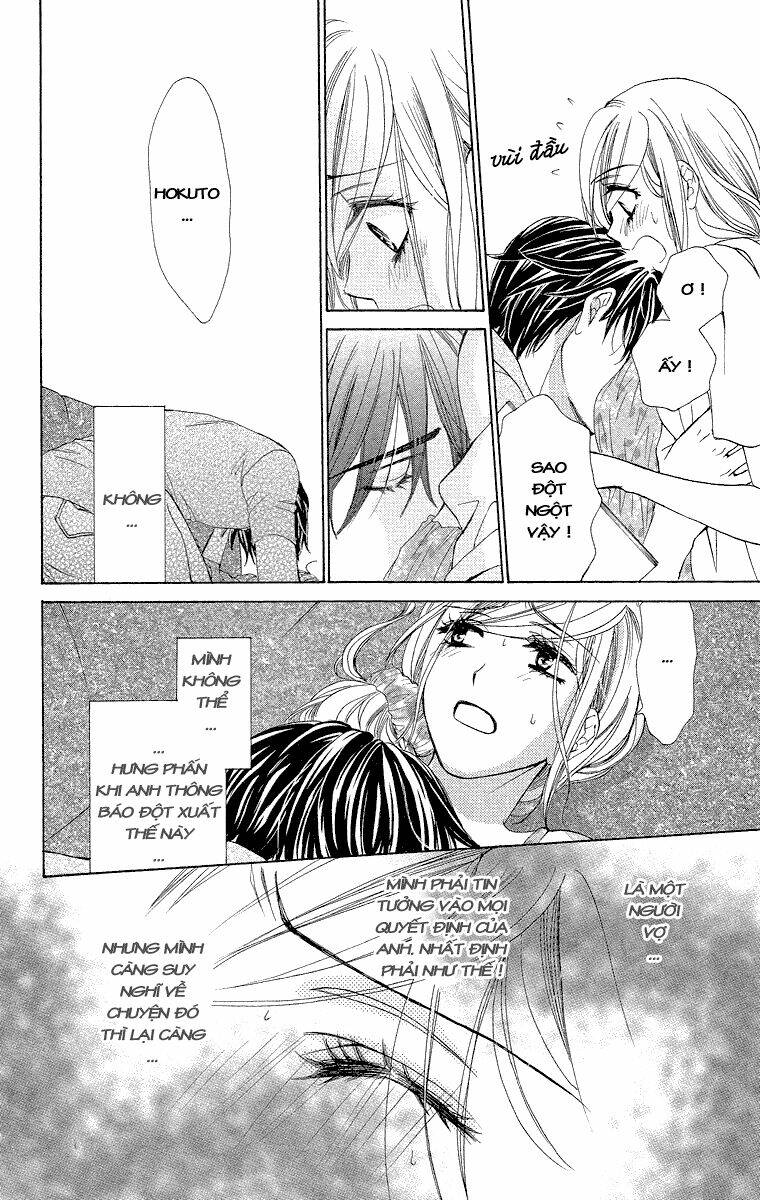 vùi đầu
Ơ !
ẤY !
SAO
ĐỘT
NGỘT
VẬY !
HOKUTO
...
KHÔNG
...
...
MÌNH
KHÔNG
THỂ
...
...
HƯNG PHẤN
KHI ANH THÔNG
BÁO ĐỘT XUẤT
THẾ NÀY
...
LÀ MỘT
NGƯỜI
VỢ
...
MÌNH PHẢI TIN
TƯỞNG VÀO MỌI
QUYẾT ĐỊNH CỦA
ANH. NHẤT ĐỊNH
PHẢI NHƯ THẾ !
NHƯNG MÌNH
CÀNG SUY
NGHĨ VỀ
CHUYỆN ĐÓ
THÌ LẠI CÀNG
...